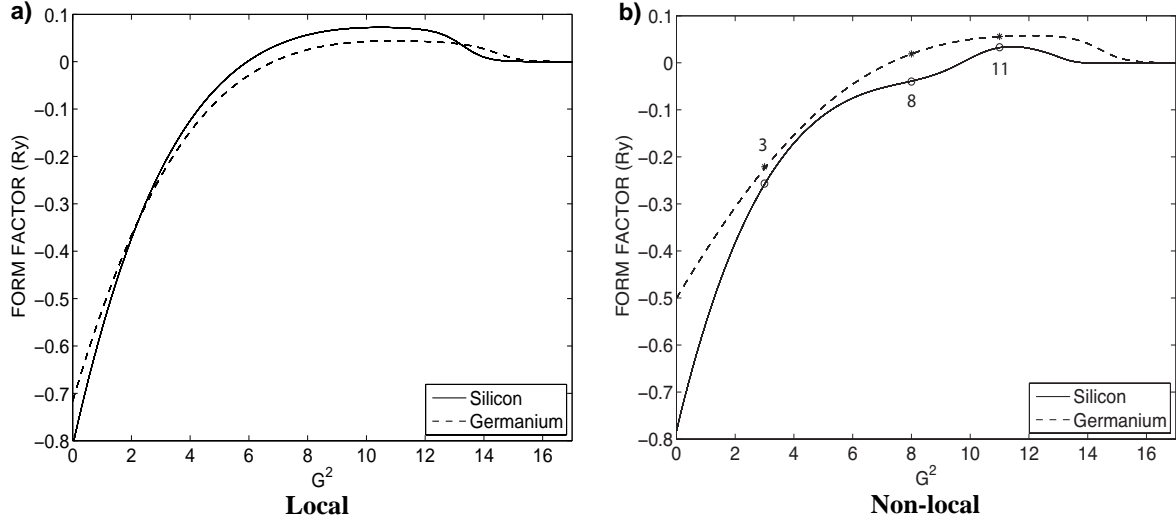 a)
0.1
0
−0.1
−0.2
−0.3
−0.4
−0.5
−0.6
−0.7
−0.8
FORM FACTOR (Ry)
0 2 4 6 8 10 12 14 16
G²
Silicon
Germanium
Local
b)
0.1
0
−0.1
−0.2
−0.3
−0.4
−0.5
−0.6
−0.7
−0.8
FORM FACTOR (Ry)
3
8
11
0 2 4 6 8 10 12 14 16
G²
Silicon
Germanium
Non-local